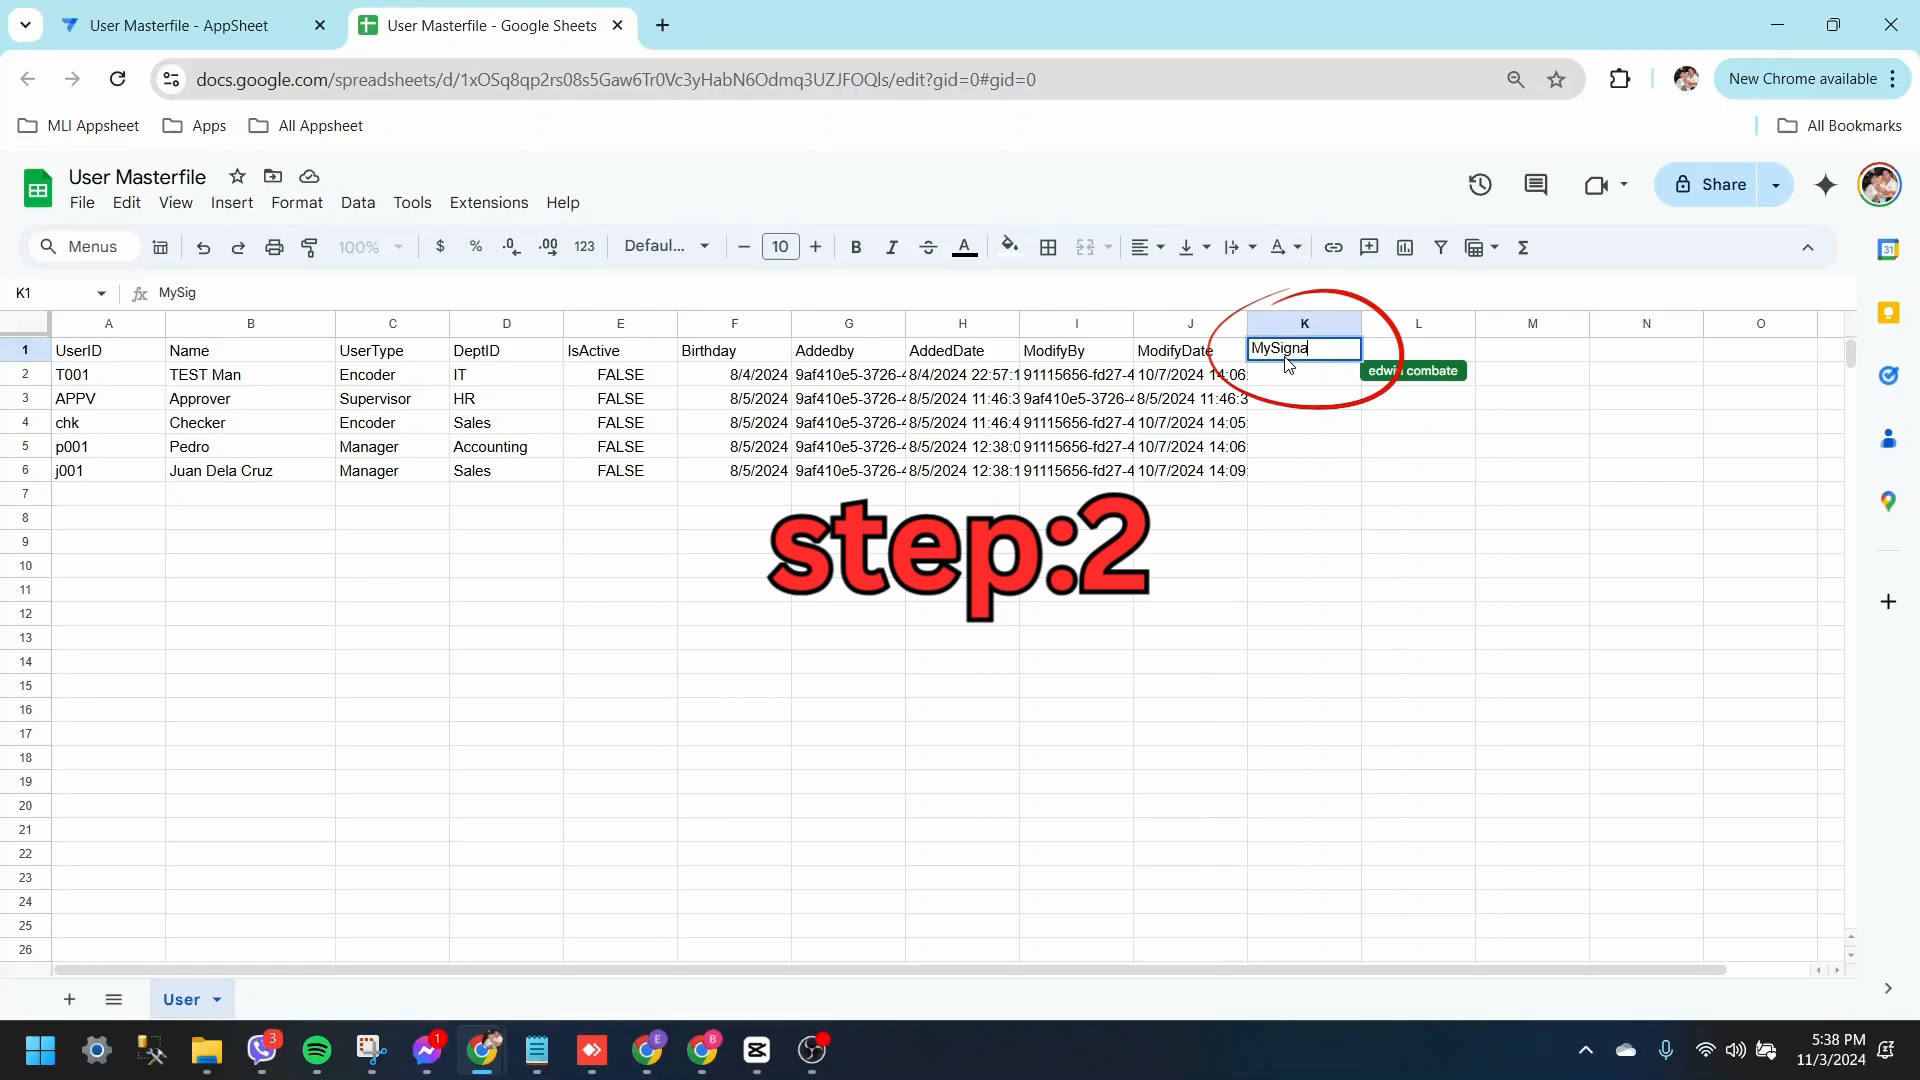 User Masterfile - AppSheet
User Masterfile - Google Sheets
docs.google.com/spreadsheets/d/1xOSq8qp2rs08s5Gaw6Tr0Vc3yHabN6Odmq3UZJFOQls/edit?gid=0#gid=0
New Chrome available
MLI Appsheet
Apps
All Appsheet
All Bookmarks
User Masterfile
File Edit View Insert Format Data Tools Extensions Help
Share
Menus
100%
$ % .0 .00 123
Defaul...
10
31
K1
MySig
A B C D E F G H I J K L M N O
1 UserID Name UserType DeptID IsActive Birthday Addedby AddedDate ModifyBy ModifyDate MySigna
2 T001 TEST Man Encoder IT FALSE 8/4/2024 9af410e5-3726-4 8/4/2024 22:57:1 91115656-fd27-4 10/7/2024 14:06:
edwin combate
3 APPV Approver Supervisor HR FALSE 8/5/2024 9af410e5-3726-4 8/5/2024 11:46:3 9af410e5-3726-4 8/5/2024 11:46:3
4 chk Checker Encoder Sales FALSE 8/5/2024 9af410e5-3726-4 8/5/2024 11:46:4 91115656-fd27-4 10/7/2024 14:05:
5 p001 Pedro Manager Accounting FALSE 8/5/2024 9af410e5-3726-4 8/5/2024 12:38:0 91115656-fd27-4 10/7/2024 14:06:
6 j001 Juan Dela Cruz Manager Sales FALSE 8/5/2024 9af410e5-3726-4 8/5/2024 12:38:1 91115656-fd27-4 10/7/2024 14:09:
7
8
step:2
9
10
11
12
13
14
15
16
17
18
19
20
21
22
23
24
25
26
User
3
1
E
B
5:38 PM
11/3/2024